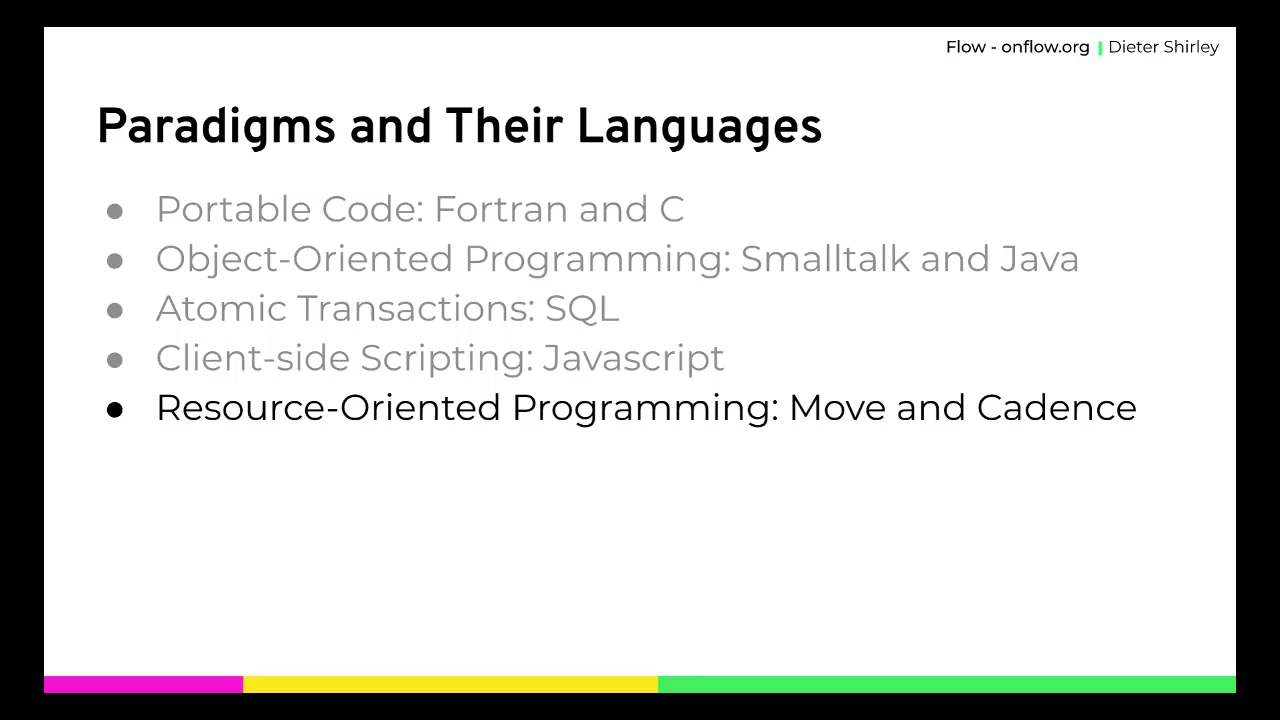 Flow - onflow.org | Dieter Shirley
Paradigms and Their Languages
● Portable Code: Fortran and C
● Object-Oriented Programming: Smalltalk and Java
● Atomic Transactions: SQL
● Client-side Scripting: Javascript
● Resource-Oriented Programming: Move and Cadence